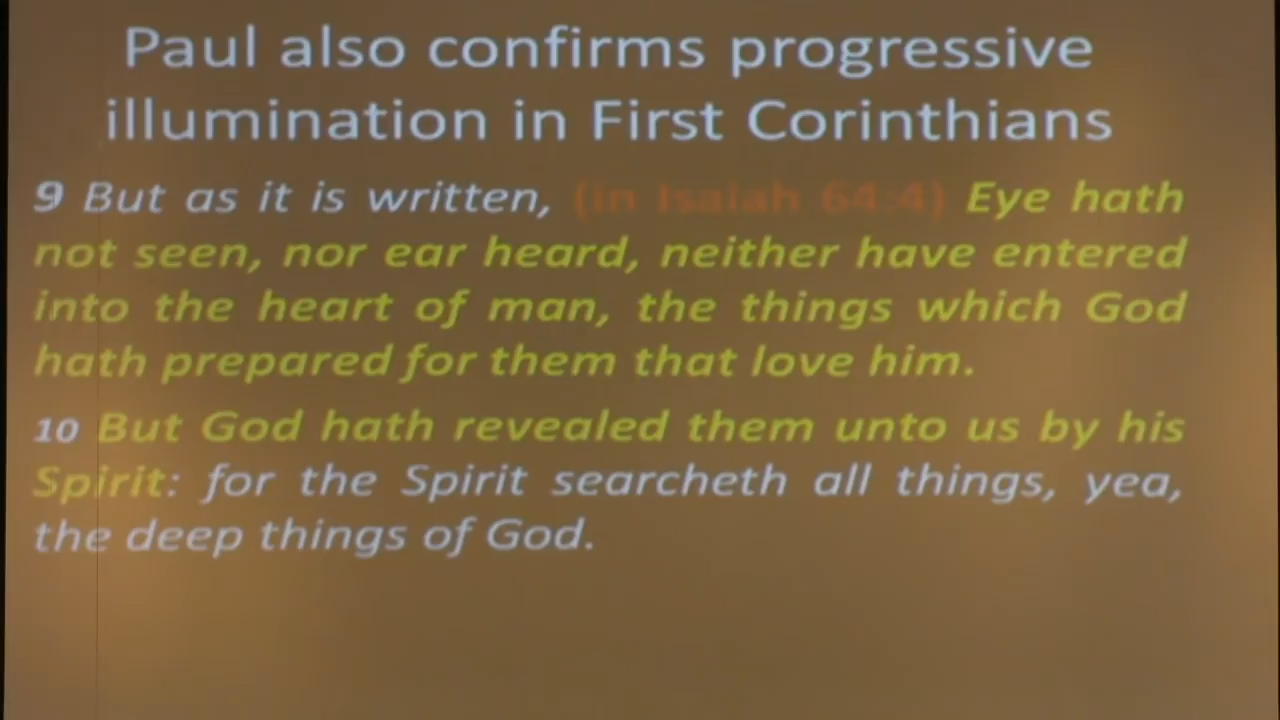 Paul also confirms progressive
illumination in First Corinthians
9 But as it is written, (in Isaiah 64:4) Eye hath
not seen, nor ear heard, neither have entered
into the heart of man, the things which God
hath prepared for them that love him.
10 But God hath revealed them unto us by his
Spirit: for the Spirit searcheth all things, yea,
the deep things of God.